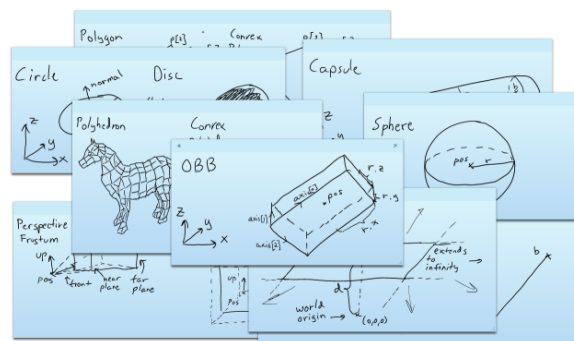 Polygon
Convex
p[1]
Circle
normal
Disc
z
y
x
Capsule
b
Polyhedron
Convex
Sphere
pos
r
OBB
axis[0]
pos
r.z
r.y
r.x
axis[1]
axis[2]
z
y
x
Perspective
Frustum
up
pos
front
near
plane
far
plane
up
pos
extends
to
infinity
d
world
origin
(0,0,0)
b